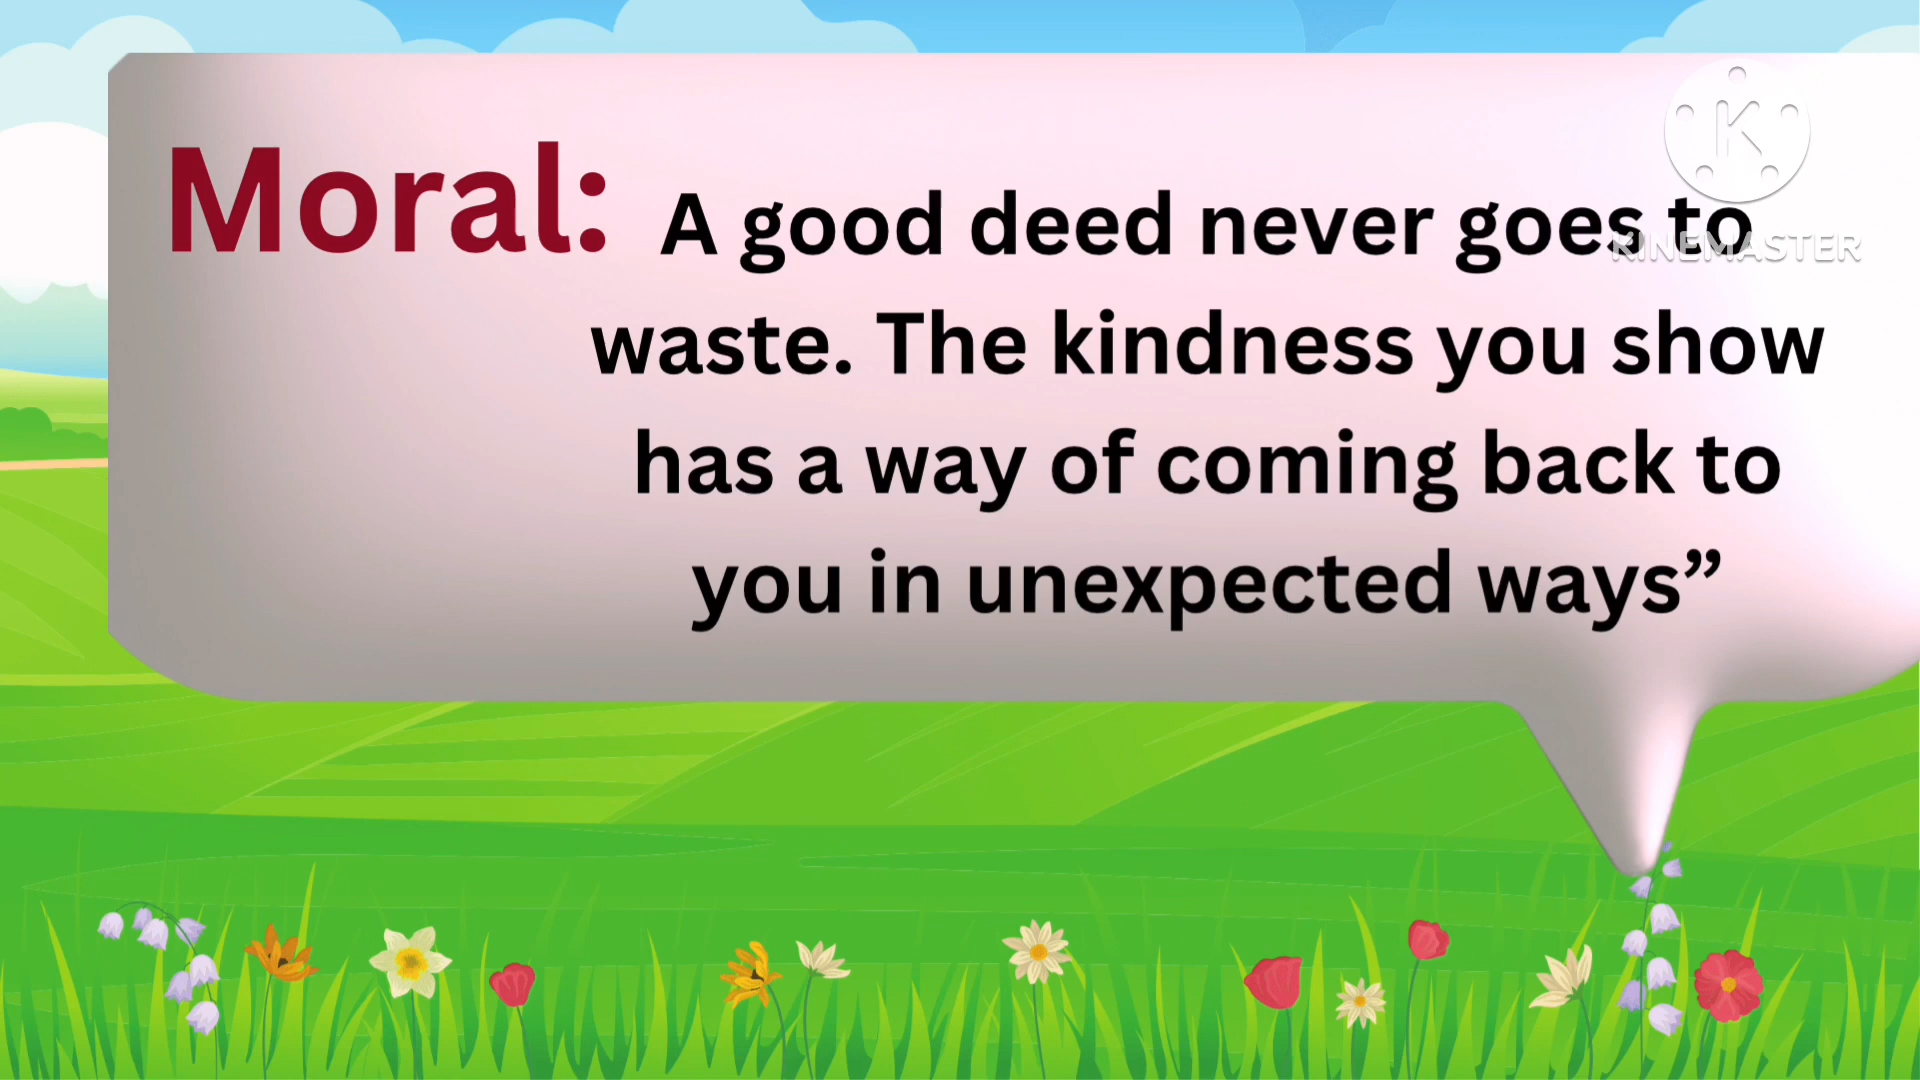 Moral: A good deed never goes to
waste. The kindness you show
has a way of coming back to
you in unexpected ways”
K
KINEMASTER